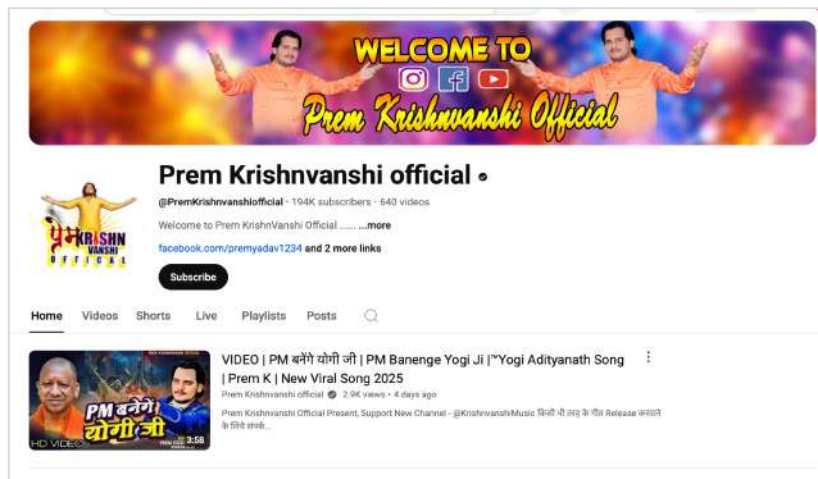 WELCOME TO
Prem Krishnvanshi Official
Prem Krishnvanshi official
@PremKrishnvanshiofficial · 194K subscribers · 640 videos
Welcome to Prem KrishnVanshi Official ...... ...more
facebook.com/premyadav1234 and 2 more links
प्रेम KRISHN
VANSHI
OFFICAL
Subscribe
Home Videos Shorts Live Playlists Posts
VIDEO | PM बनेंगे योगी जी | PM Banenge Yogi Ji |"Yogi Adityanath Song
| Prem K | New Viral Song 2025
Prem Krishnvanshi official 2.9K views • 4 days ago
Prem Krishnvanshi Official Present, Support New Channel - @KrishnvanshiMusic किसी भी तरह के गीत Release करवाने
के लिये संपर्क...
PM बनेंगे
योगी जी
HD VIDEO
3:58